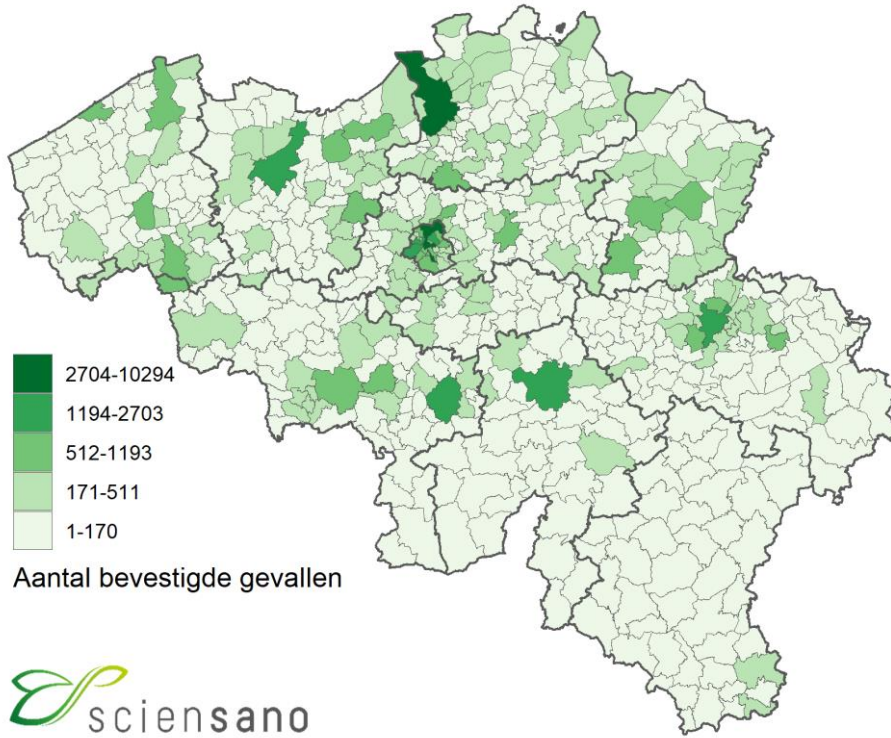 2704-10294
1194-2703
512-1193
171-511
1-170
Aantal bevestigde gevallen
sciensano